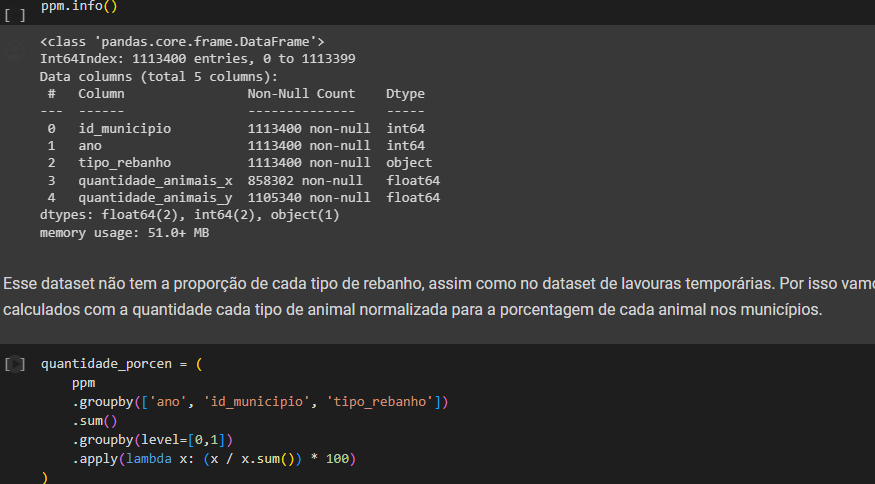 ppm.info()
[ ]
<class 'pandas.core.frame.DataFrame'>
Int64Index: 1113400 entries, 0 to 1113399
Data columns (total 5 columns):
 #   Column                Non-Null Count    Dtype
---  ------                --------------    -----
 0   id_municipio          1113400 non-null  int64
 1   ano                   1113400 non-null  int64
 2   tipo_rebanho          1113400 non-null  object
 3   quantidade_animais_x  858302 non-null   float64
 4   quantidade_animais_y  1105340 non-null  float64
dtypes: float64(2), int64(2), object(1)
memory usage: 51.0+ MB
Esse dataset não tem a proporção de cada tipo de rebanho, assim como no dataset de lavouras temporárias. Por isso vamo
calculados com a quantidade cada tipo de animal normalizada para a porcentagem de cada animal nos municípios.
[ ] quantidade_porcen = (
    ppm
    .groupby(['ano', 'id_municipio', 'tipo_rebanho'])
    .sum()
    .groupby(level=[0,1])
    .apply(lambda x: (x / x.sum()) * 100)
)